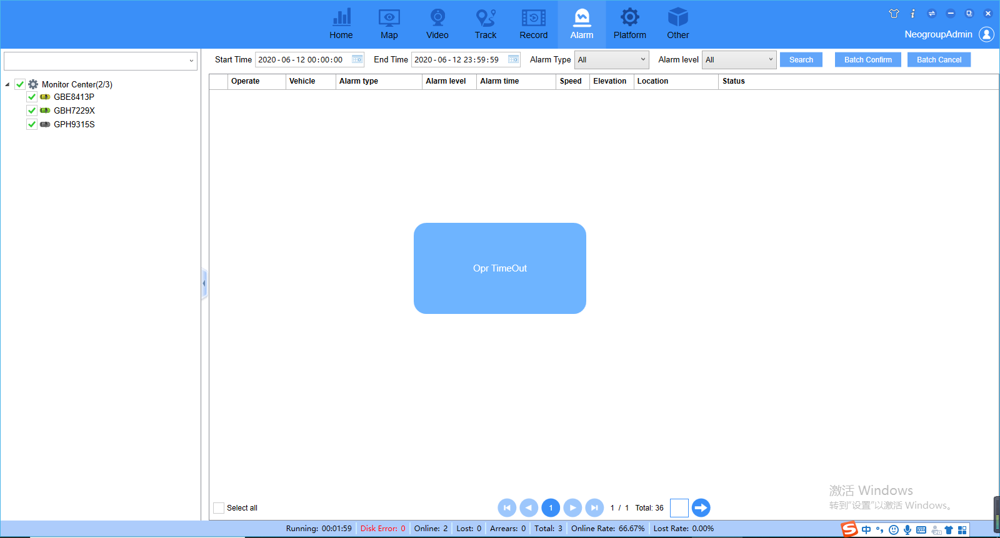 Home Map Video Track Record Alarm Platform Other
NeogroupAdmin
Start Time 2020-06-12 00:00:00 End Time 2020-06-12 23:59:59 Alarm Type All Alarm level All Search Batch Confirm Batch Cancel
Monitor Center(2/3)
GBE8413P
GBH7229X
GPH9315S
Operate Vehicle Alarm type Alarm level Alarm time Speed Elevation Location Status
Opr TimeOut
激活 Windows
转到"设置"以激活 Windows。
Select all 1 1 / 1 Total: 36
Running: 00:01:59 Disk Error: 0 Online: 2 Lost: 0 Arrears: 0 Total: 3 Online Rate: 66.67% Lost Rate: 0.00%
S 中